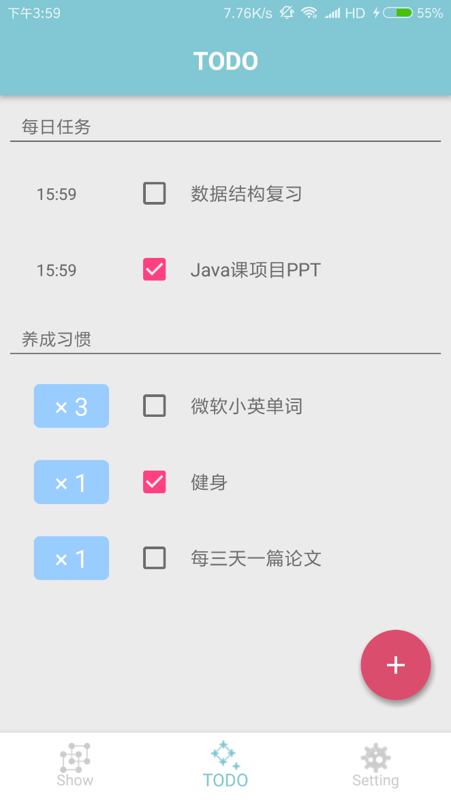 下午3:59 7.76K/s HD 55%
TODO
每日任务
15:59 数据结构复习
15:59 Java课项目PPT
养成习惯
× 3 微软小英单词
× 1 健身
× 1 每三天一篇论文
+
Show TODO Setting